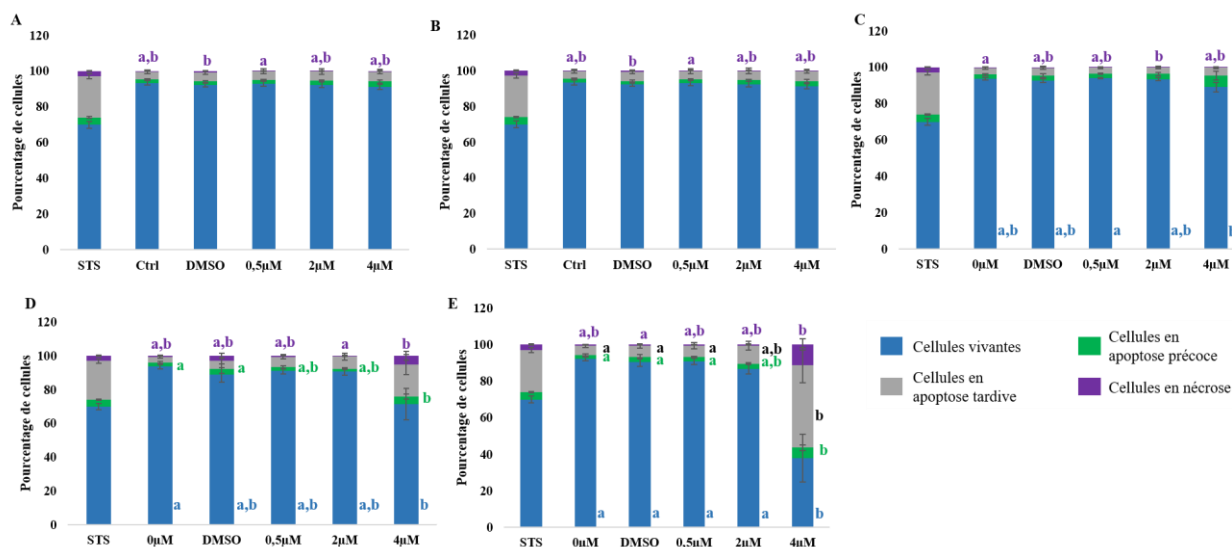 A
Pourcentage de cellules
120
100
80
60
40
20
0
a,b b a a,b a,b
STS Ctrl DMSO 0,5µM 2µM 4µM
B
Pourcentage de cellules
120
100
80
60
40
20
0
a,b b a a,b a,b
STS Ctrl DMSO 0,5µM 2µM 4µM
C
Pourcentage de cellules
120
100
80
60
40
20
0
a a,b a,b b a,b
a,b a,b a a,b b
STS 0µM DMSO 0,5µM 2µM 4µM
D
Pourcentage de cellules
120
100
80
60
40
20
0
a,b a,b a,b a b
a a a,b a,b b
a a,b a,b a,b b
STS 0µM DMSO 0,5µM 2µM 4µM
E
Pourcentage de cellules
120
100
80
60
40
20
0
a,b a a,b a,b b
a a a a,b b
a a a a,b b
a a a a b
STS 0µM DMSO 0,5µM 2µM 4µM
Cellules vivantes
Cellules en
apoptose précoce
Cellules en
apoptose tardive
Cellules en nécrose